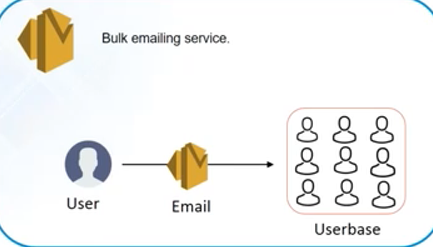 Bulk emailing service.
User
Email
Userbase